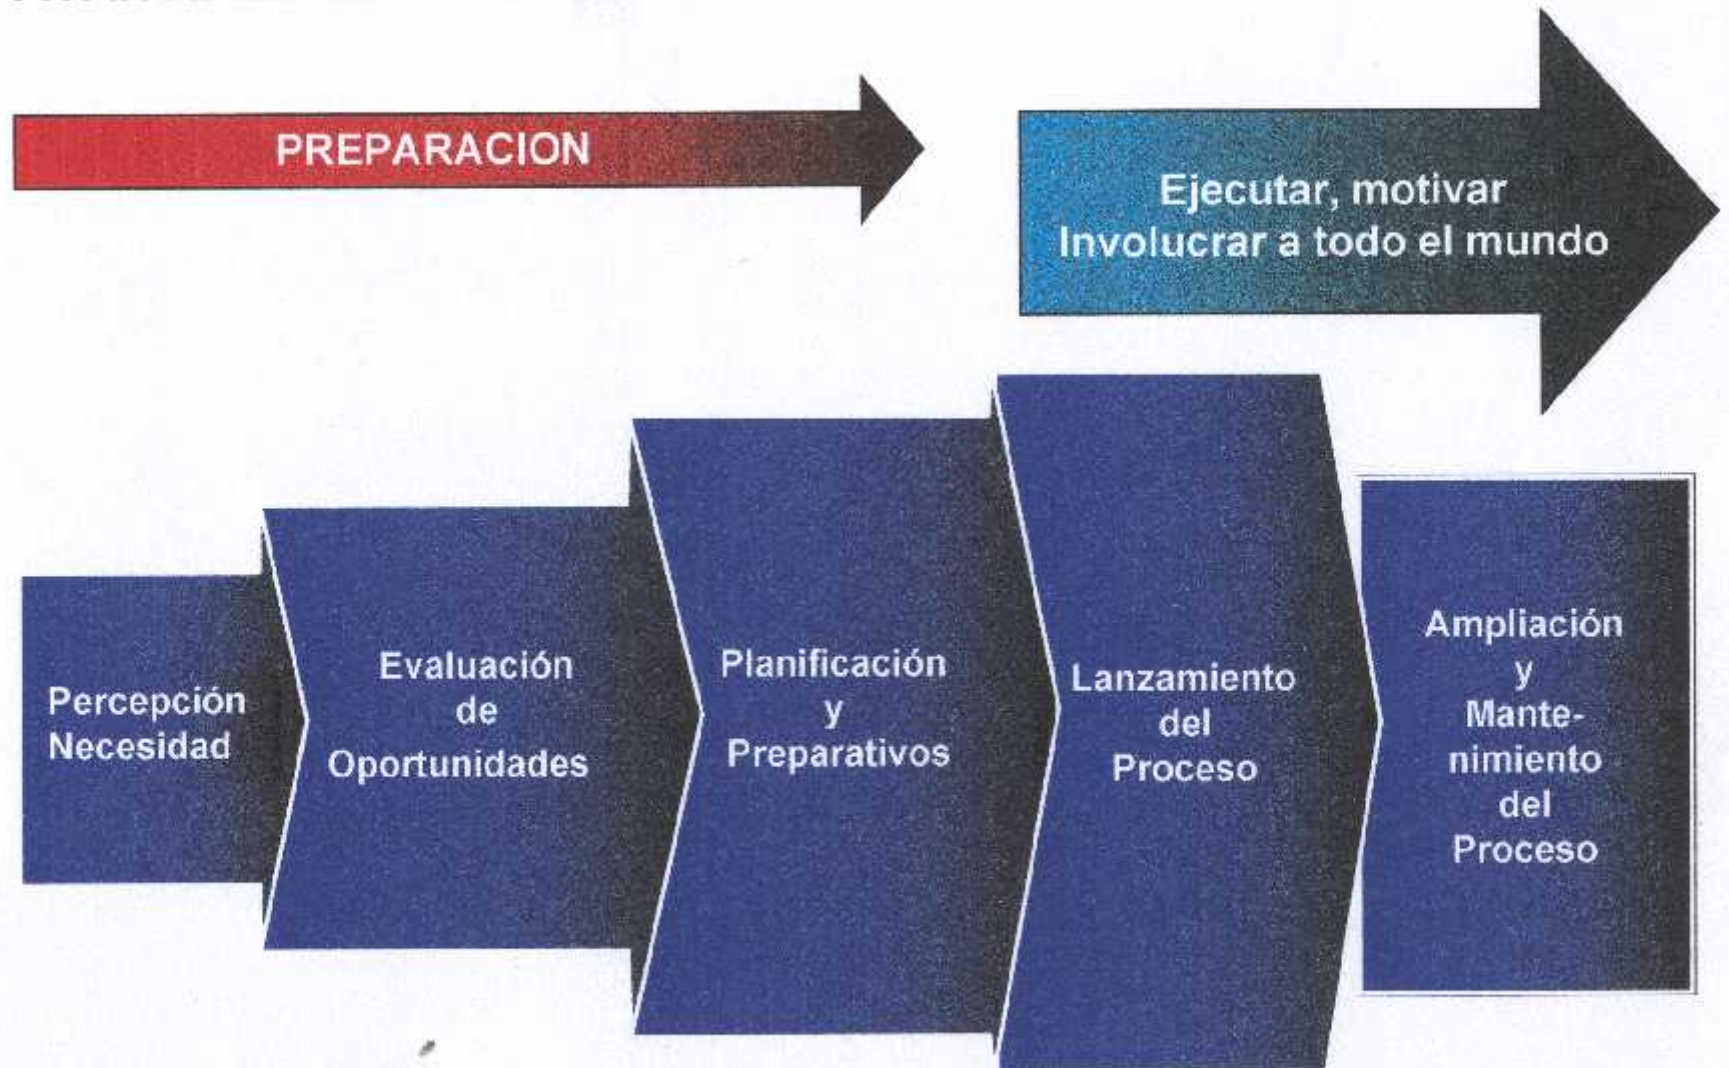 PREPARACION
Ejecutar, motivar
Involucrar a todo el mundo
Percepción
Necesidad
Evaluación
de
Oportunidades
Planificación
y
Preparativos
Lanzamiento
del
Proceso
Ampliación
y
Mante-
nimiento
del
Proceso